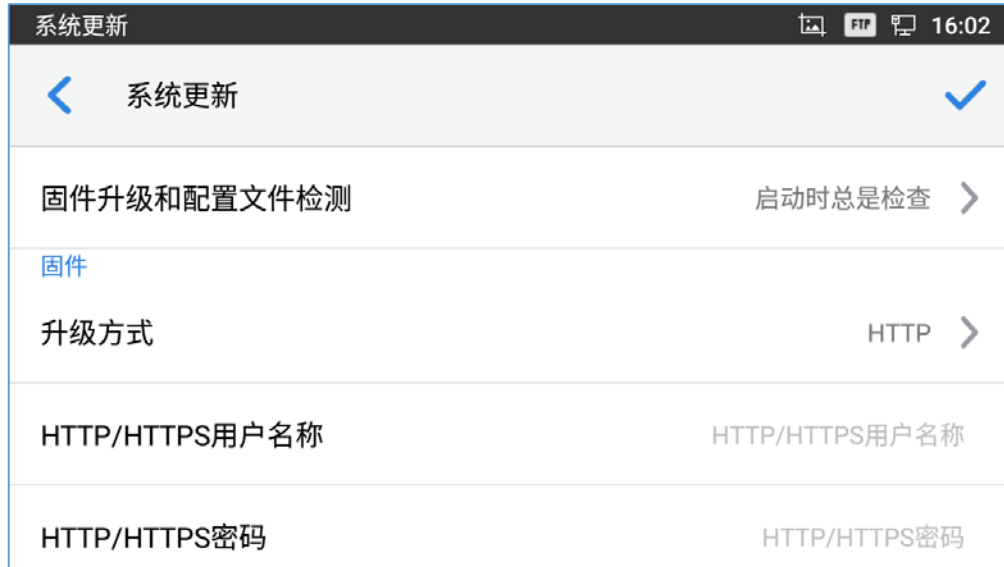 系统更新 FTP 16:02
系统更新
固件升级和配置文件检测 启动时总是检查
固件
升级方式 HTTP
HTTP/HTTPS用户名称 HTTP/HTTPS用户名称
HTTP/HTTPS密码 HTTP/HTTPS密码